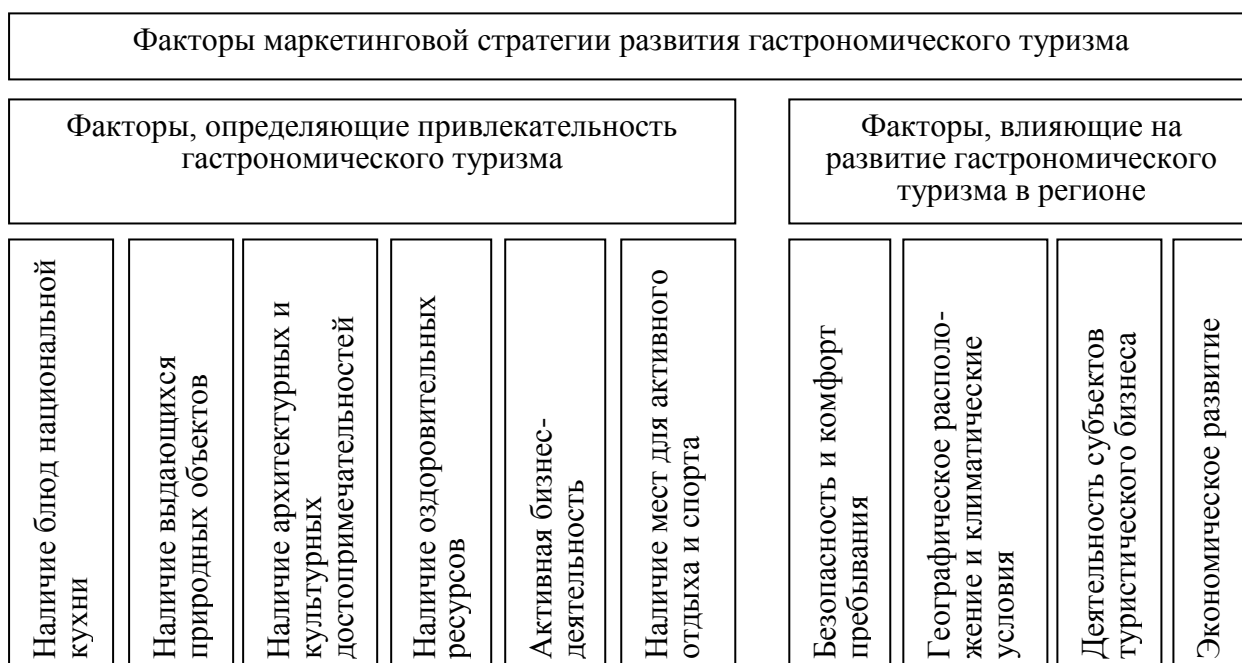 Факторы маркетинговой стратегии развития гастрономического туризма
Факторы, определяющие привлекательность
гастрономического туризма
Факторы, влияющие на
развитие гастрономического
туризма в регионе
Наличие блюд национальной
кухни
Наличие выдающихся
природных объектов
Наличие архитектурных и
культурных
достопримечательностей
Наличие оздоровительных
ресурсов
Активная бизнес-
деятельность
Наличие мест для активного
отдыха и спорта
Безопасность и комфорт
пребывания
Географическое располо-
жение и климатические
условия
Деятельность субъектов
туристического бизнеса
Экономическое развитие